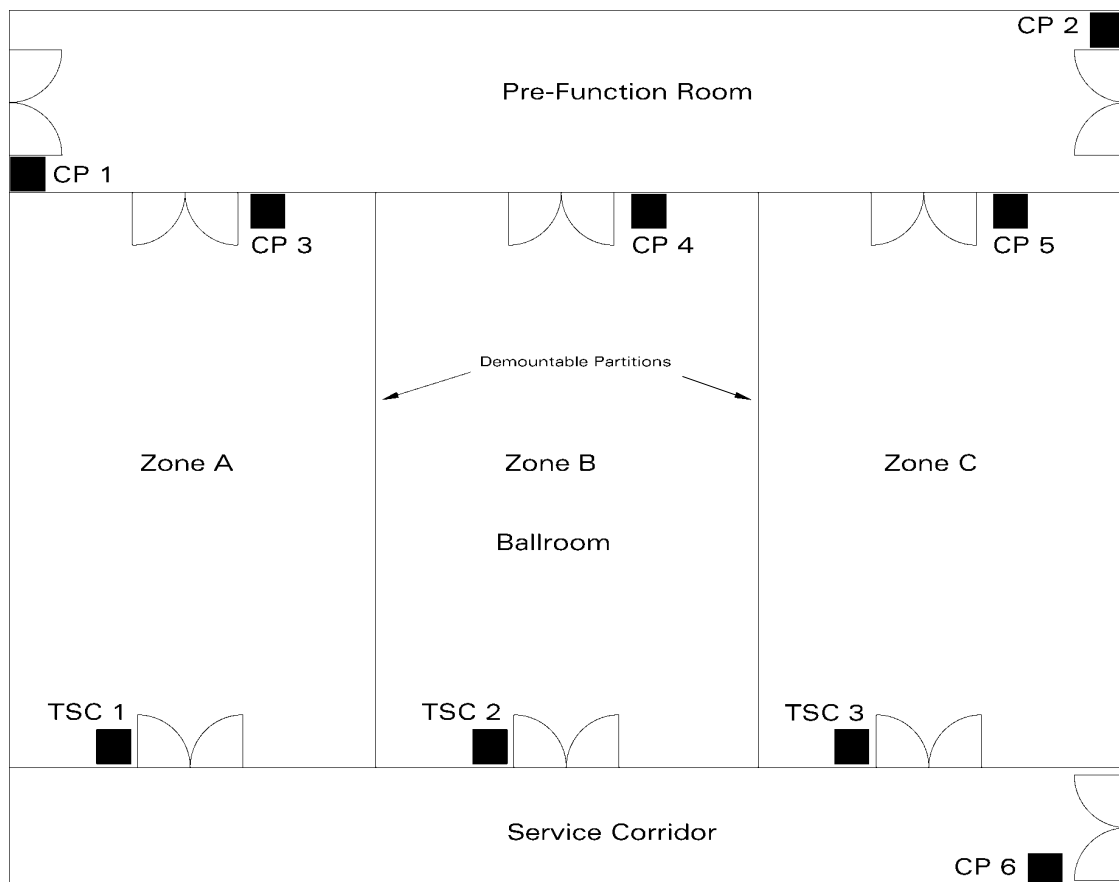 CP 2
Pre-Function Room
CP 1
CP 3
CP 4
CP 5
Demountable Partitions
Zone A
Zone B
Zone C
Ballroom
TSC 1
TSC 2
TSC 3
Service Corridor
CP 6